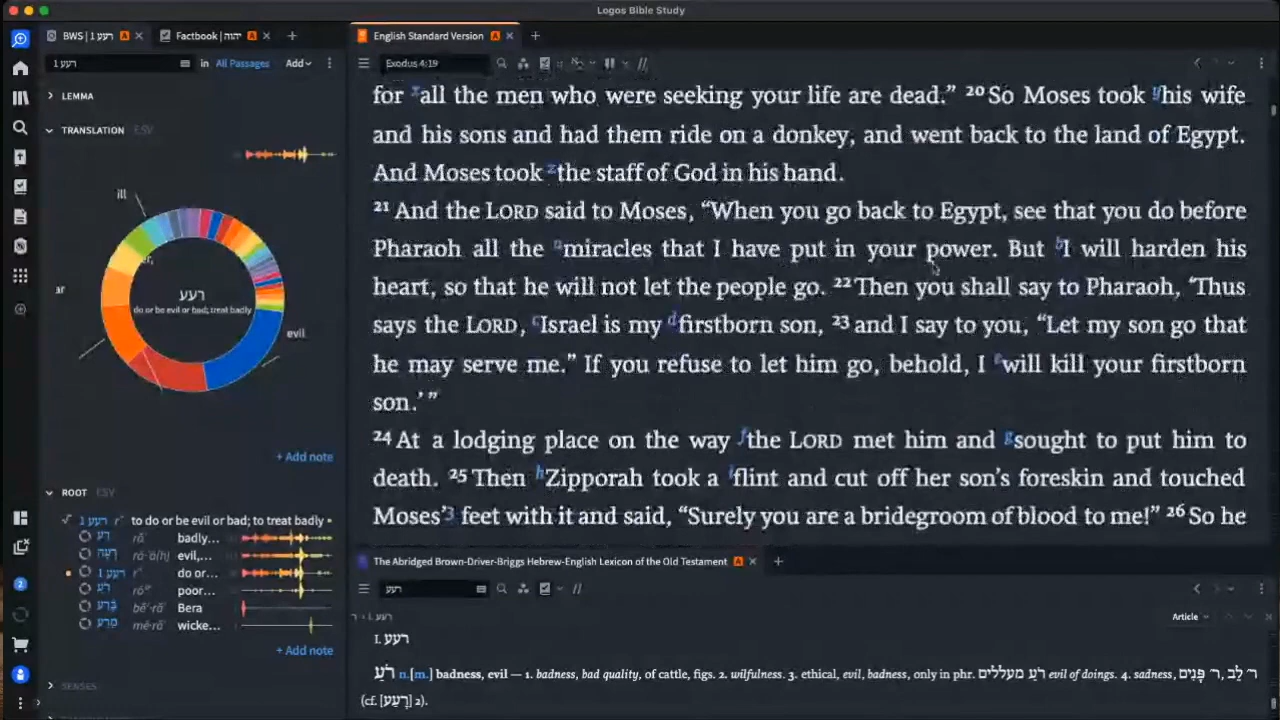 Logos Bible Study
BWS | 1 רעע
Factbook | יהוה
English Standard Version
1 רעע
in All Passages Add
Exodus 4:19
LEMMA
TRANSLATION ESV
ill
evil
רעע
do or be evil or bad; treat badly
+ Add note
ROOT ESV
1 רעע to do or be evil or bad; to treat badly
badly...
evil,...
1 רעע do or...
poor...
Bera
wicke...
+ Add note
SENSES
for all the men who were seeking your life are dead.” 20 So Moses took his wife
and his sons and had them ride on a donkey, and went back to the land of Egypt.
And Moses took the staff of God in his hand.
21 And the LORD said to Moses, “When you go back to Egypt, see that you do before
Pharaoh all the miracles that I have put in your power. But I will harden his
heart, so that he will not let the people go. 22 Then you shall say to Pharaoh, ‘Thus
says the LORD, Israel is my firstborn son, 23 and I say to you, “Let my son go that
he may serve me.” If you refuse to let him go, behold, I will kill your firstborn
son.’”
24 At a lodging place on the way the LORD met him and sought to put him to
death. 25 Then Zipporah took a flint and cut off her son’s foreskin and touched
Moses’ 3 feet with it and said, “Surely you are a bridegroom of blood to me!” 26 So he
The Abridged Brown-Driver-Briggs Hebrew-English Lexicon of the Old Testament
רעע
ר › I. רעע
Article
I. רעע
רֹעַ n.[m.] badness, evil — 1. badness, bad quality, of cattle, figs. 2. wilfulness. 3. ethical, evil, badness, only in phr. רֹעַ מעללים evil of doings. 4. sadness, ר׳ פָּנִים, ר׳ לֵב
(cf. [רָעַע] 2).